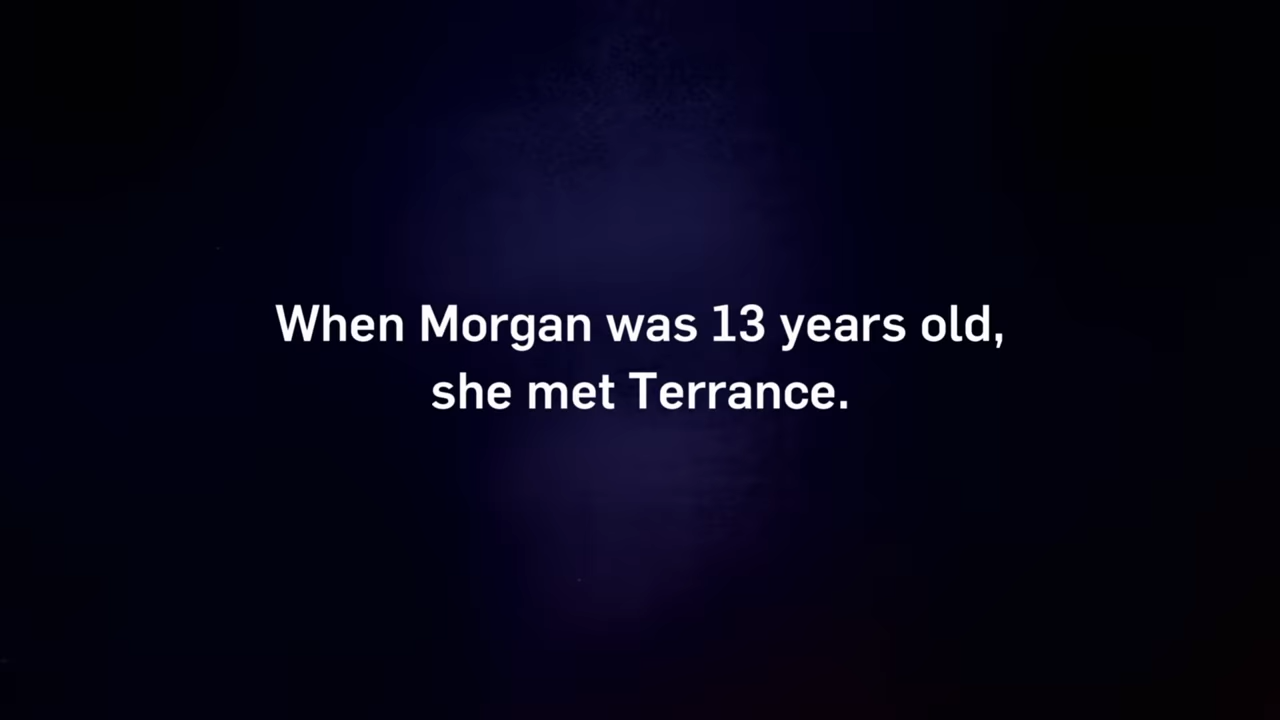 When Morgan was 13 years old,
she met Terrance.